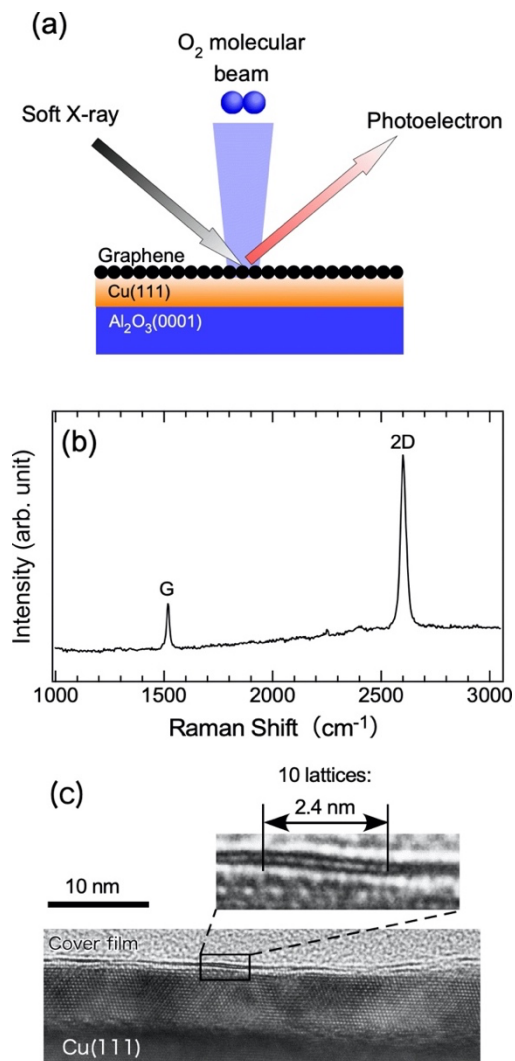 (a)
O2 molecular
beam
Soft X-ray
Photoelectron
Graphene
Cu(111)
Al2O3(0001)
(b)
2D
G
Intensity (arb. unit)
1000 1500 2000 2500 3000
Raman Shift (cm-1)
(c)
10 lattices:
2.4 nm
10 nm
Cover film
Cu(111)